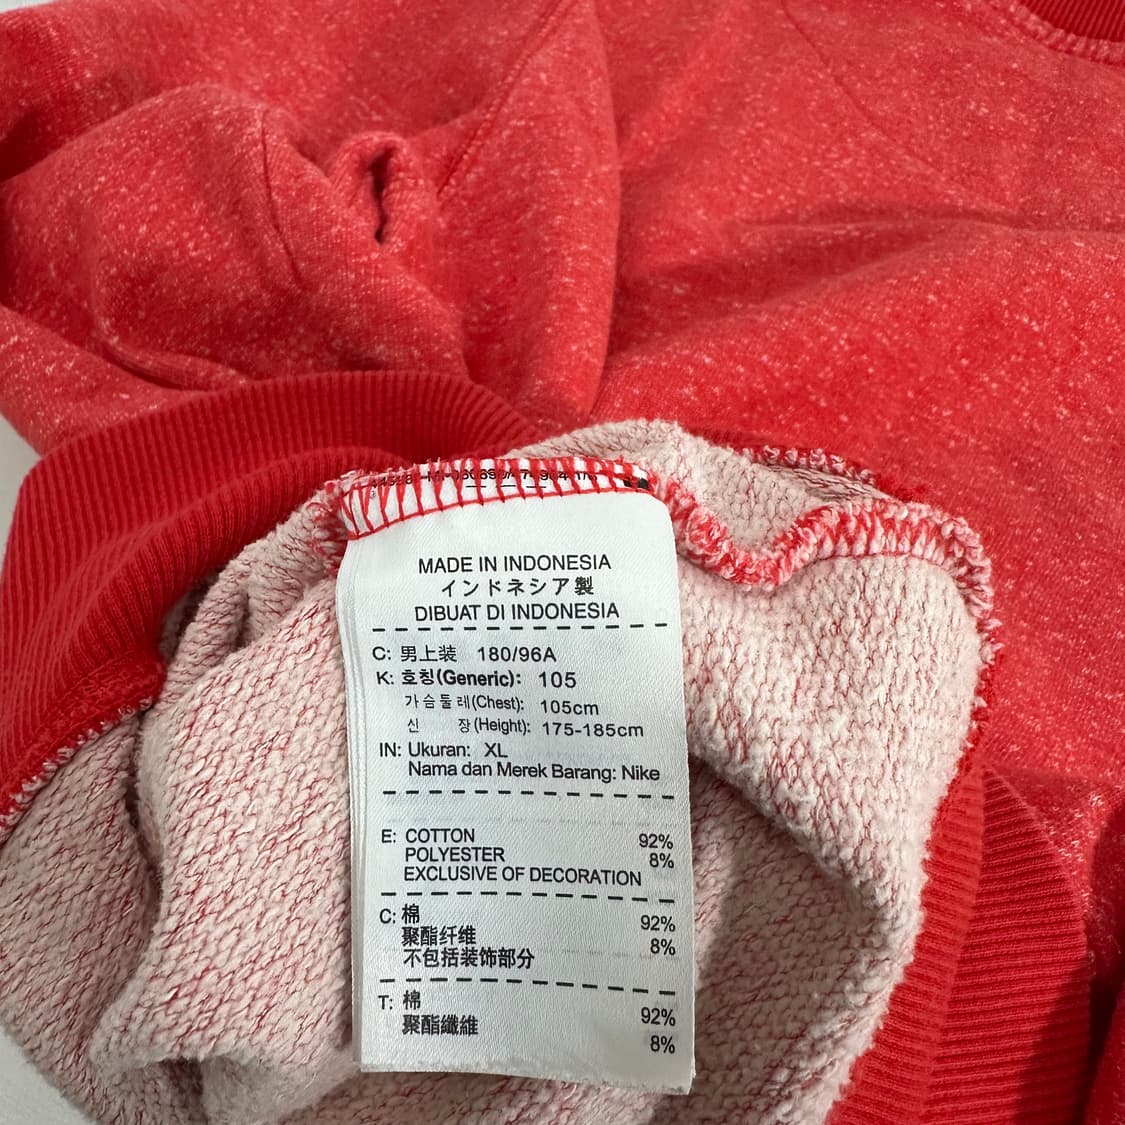 MADE IN INDONESIA
インドネシア製
DIBUAT DI INDONESIA
C: 男上装 180/96A
K: 호칭(Generic): 105
가슴둘레(Chest): 105cm
신 장(Height): 175-185cm
IN: Ukuran: XL
Nama dan Merek Barang: Nike
E: COTTON 92%
POLYESTER 8%
EXCLUSIVE OF DECORATION
C: 棉 92%
聚酯纤维 8%
不包括装饰部分
T: 棉 92%
聚酯纖維 8%